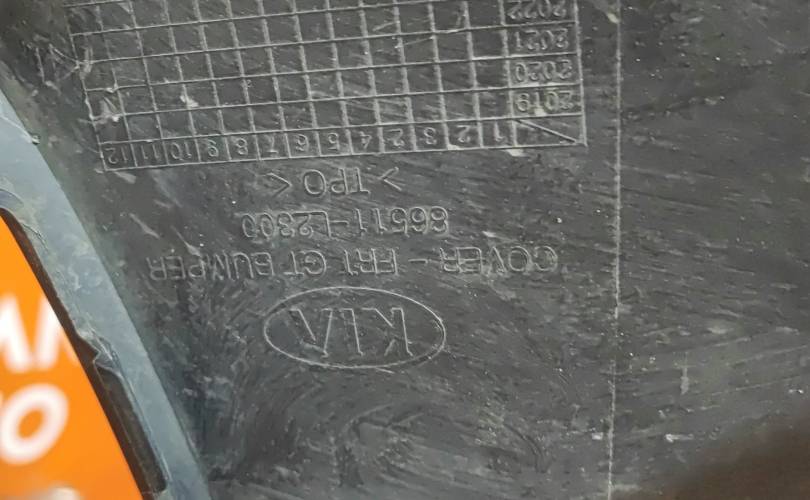 KIA
COVER - FRT GT BUMPER
86511-L2300
> TPO <
1 2 3 4 5 6 7 8 9 10 11 12
2019
2020
2021
2022